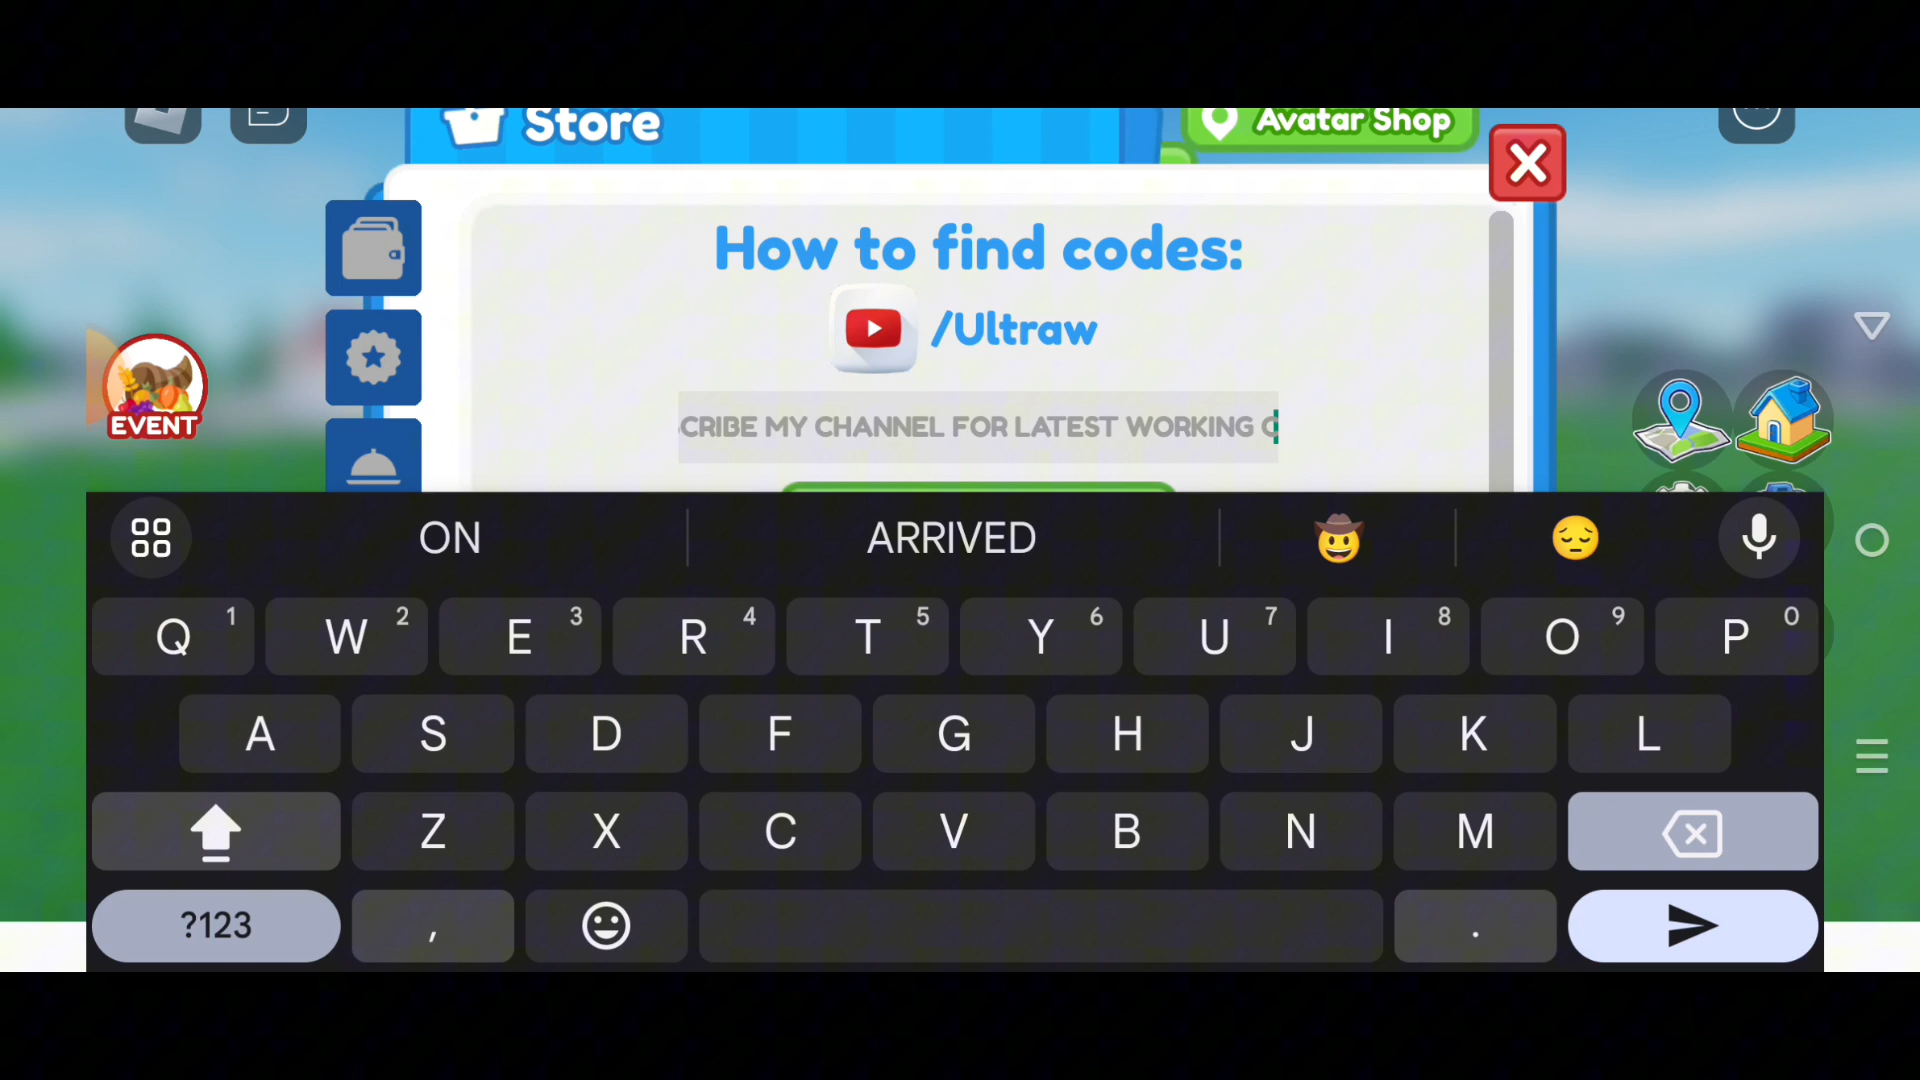 Store
Avatar Shop
How to find codes:
/Ultraw
CRIBE MY CHANNEL FOR LATEST WORKING
EVENT
ON ARRIVED
Q 1 W 2 E 3 R 4 T 5 Y 6 U 7 I 8 O 9 P 0
A S D F G H J K L
Z X C V B N M
?123 , .